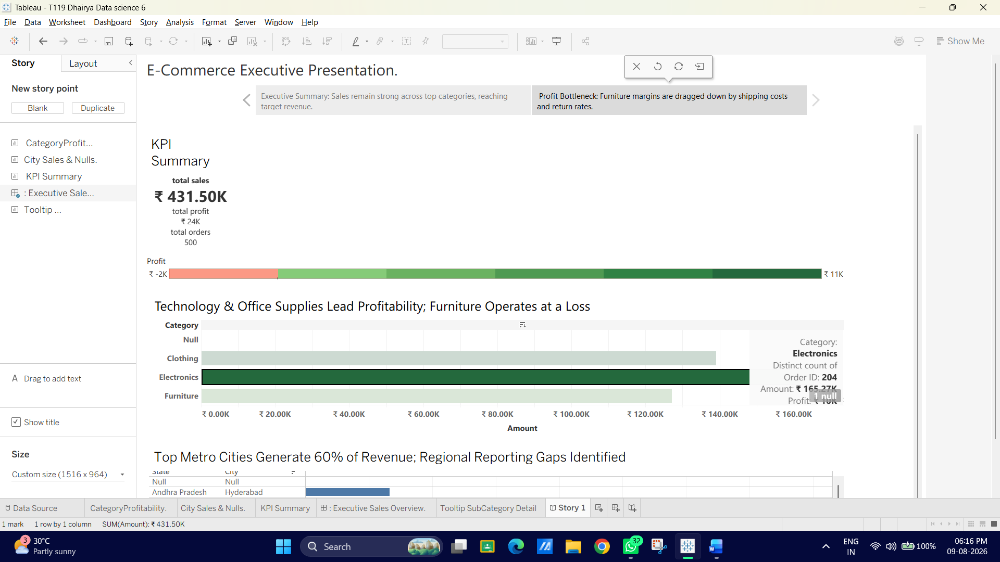 Tableau - T119 Dhairya Data science 6
File Data Worksheet Dashboard Story Analysis Format Server Window Help
Show Me
Story Layout
New story point
Blank Duplicate
CategoryProfit...
City Sales & Nulls.
KPI Summary
: Executive Sale...
Tooltip ...
A Drag to add text
Show title
Size
Custom size (1516 x 964)
E-Commerce Executive Presentation.
Executive Summary: Sales remain strong across top categories, reaching
target revenue.
Profit Bottleneck: Furniture margins are dragged down by shipping costs
and return rates.
KPI
Summary
total sales
₹ 431.50K
total profit
₹ 24K
total orders
500
Profit
₹ -2K ₹ 11K
Technology & Office Supplies Lead Profitability; Furniture Operates at a Loss
Category
Null
Clothing
Electronics
Furniture
Category:
Electronics
Distinct count of
Order ID: 204
Amount: ₹ 165.27K
Profit: ₹ 10K
1 null
₹ 0.00K ₹ 20.00K ₹ 40.00K ₹ 60.00K ₹ 80.00K ₹ 100.00K ₹ 120.00K ₹ 140.00K ₹ 160.00K
Amount
Top Metro Cities Generate 60% of Revenue; Regional Reporting Gaps Identified
State City
Null Null
Andhra Pradesh Hyderabad
Data Source CategoryProfitability. City Sales & Nulls. KPI Summary : Executive Sales Overview. Tooltip SubCategory Detail Story 1
1 mark 1 row by 1 column SUM(Amount): ₹ 431.50K
3
30°C
Partly sunny
Search
32
ENG
IN
100%
06:16 PM
09-08-2026